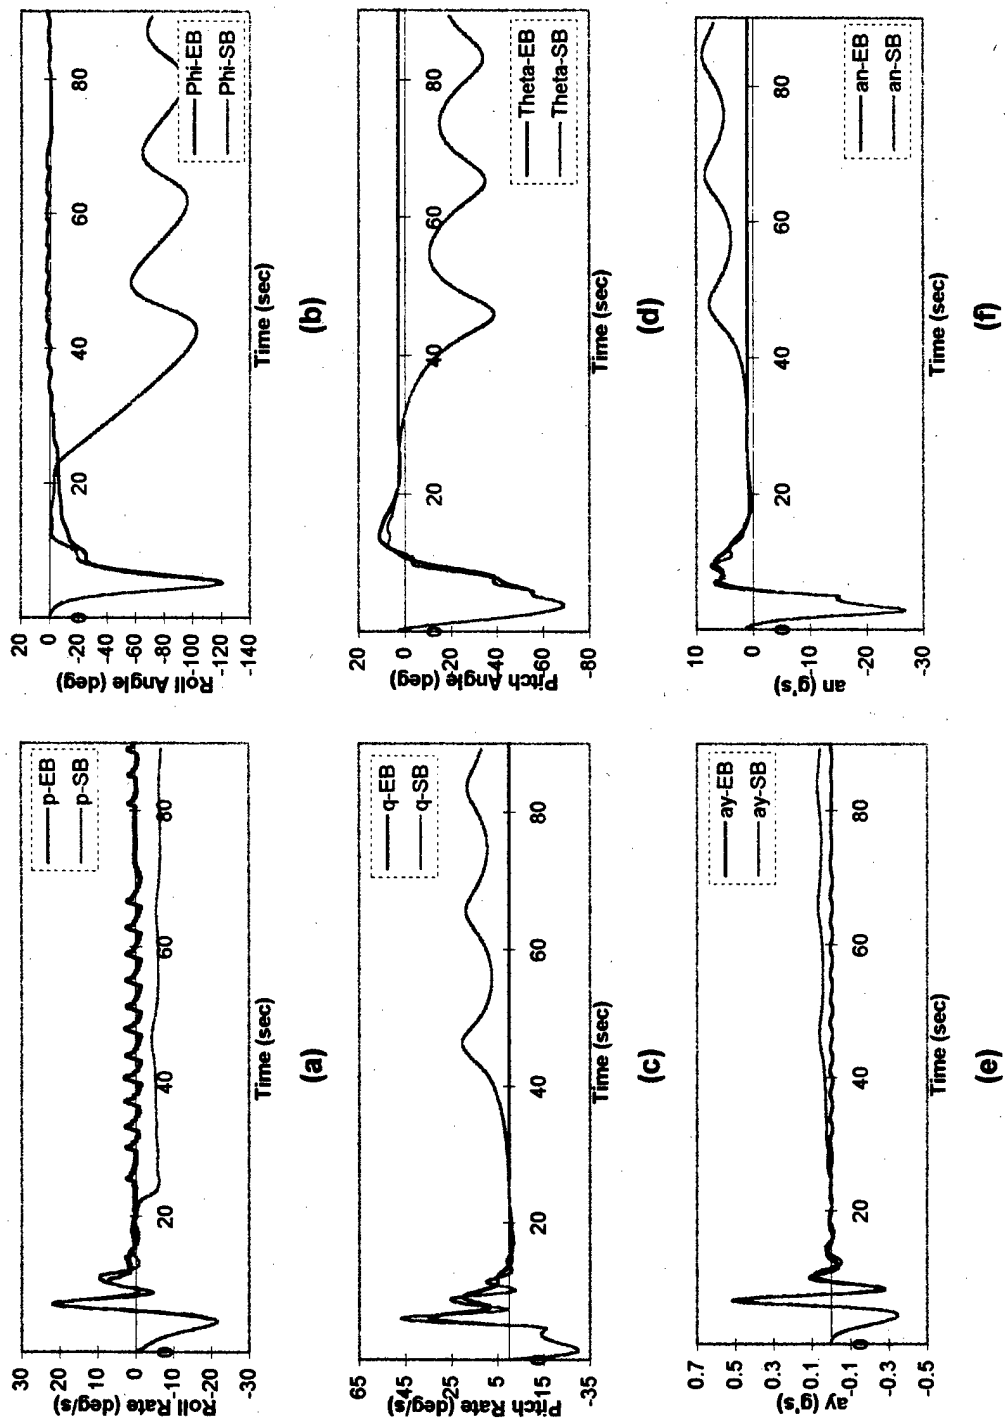 30
20
10
0
-10
-20
-30
Roll Rate (deg/s)
0
20
40
60
80
p-EB
p-SB
Time (sec)
(a)
20
0
-20
-40
-60
-80
-100
-120
-140
Roll Angle (deg)
0
20
40
60
80
Phi-EB
Phi-SB
Time (sec)
(b)
65
45
25
5
-15
-35
Pitch Rate (deg/s)
0
20
40
60
80
q-EB
q-SB
Time (sec)
(c)
20
0
-20
-40
-60
-80
Pitch Angle (deg)
0
20
40
60
80
Theta-EB
Theta-SB
Time (sec)
(d)
0.7
0.5
0.3
0.1
-0.1
-0.3
-0.5
ay (g's)
0
20
40
60
80
ay-EB
ay-SB
Time (sec)
(e)
10
0
-10
-20
-30
an (g's)
0
20
40
60
80
an-EB
an-SB
Time (sec)
(f)